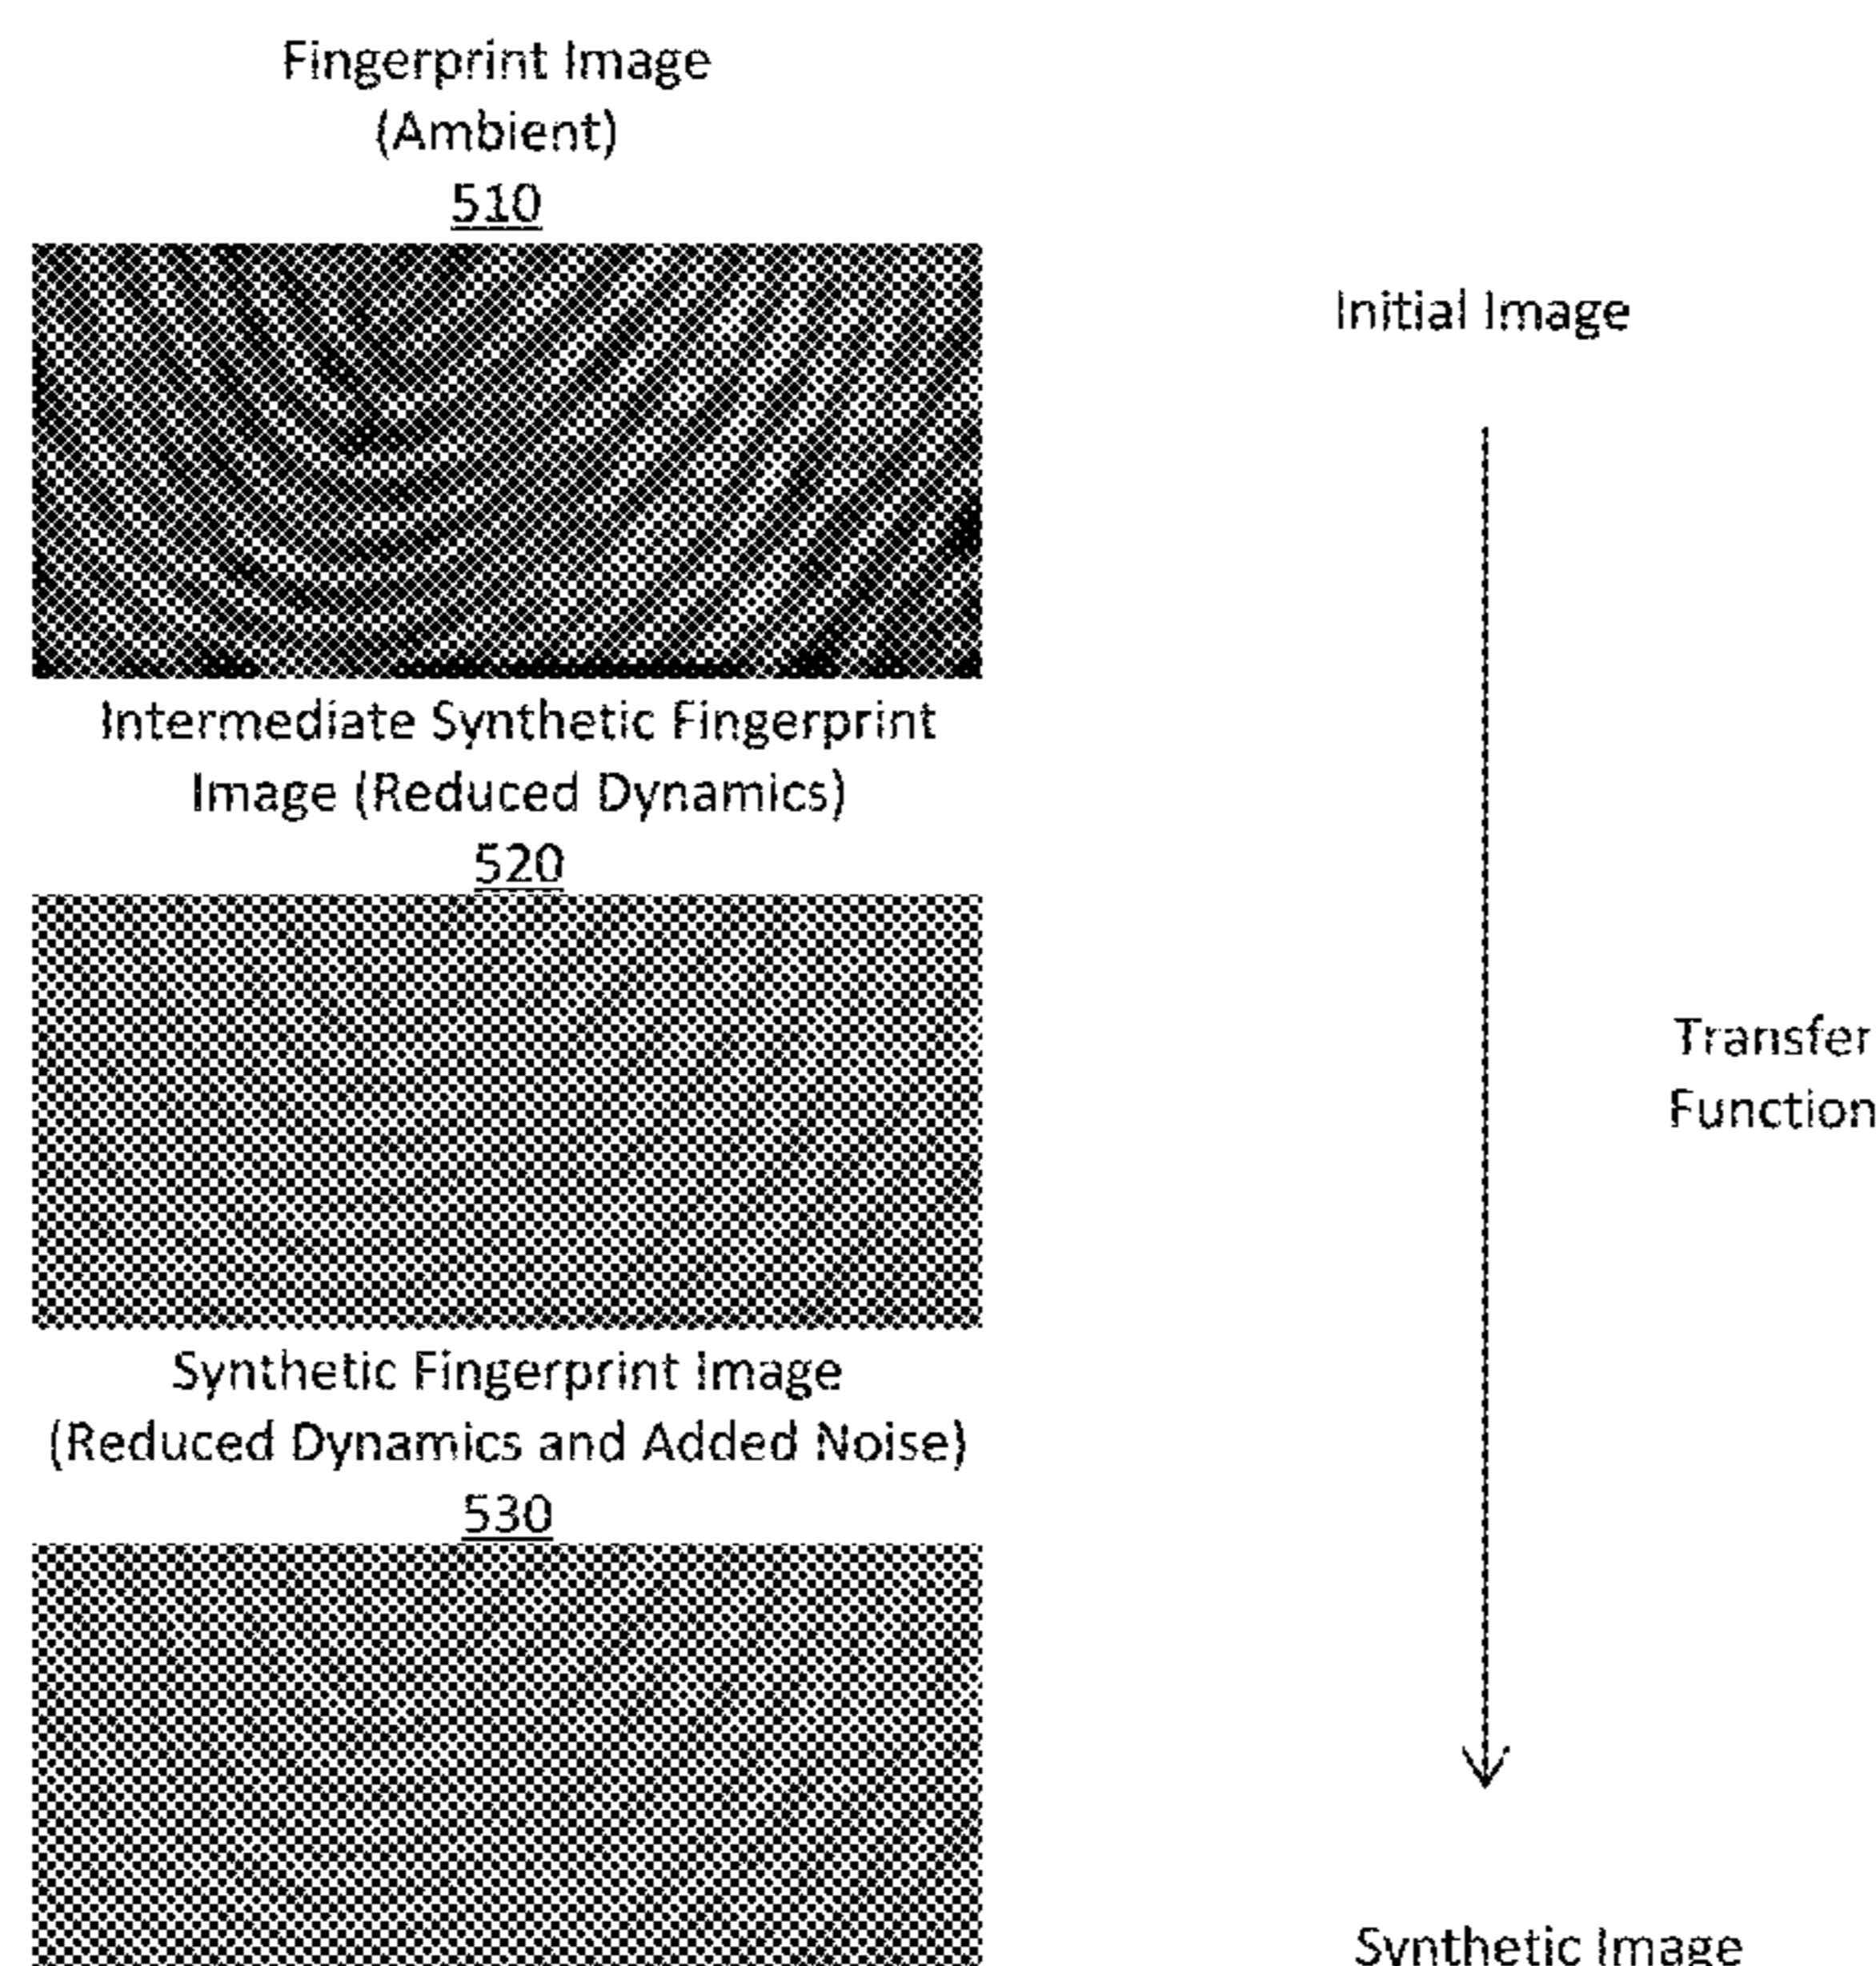 Fingerprint Image
(Ambient)
510
Initial Image
Intermediate Synthetic Fingerprint
Image (Reduced Dynamics)
520
Transfer
Function
Synthetic Fingerprint Image
(Reduced Dynamics and Added Noise)
530
Synthetic Image